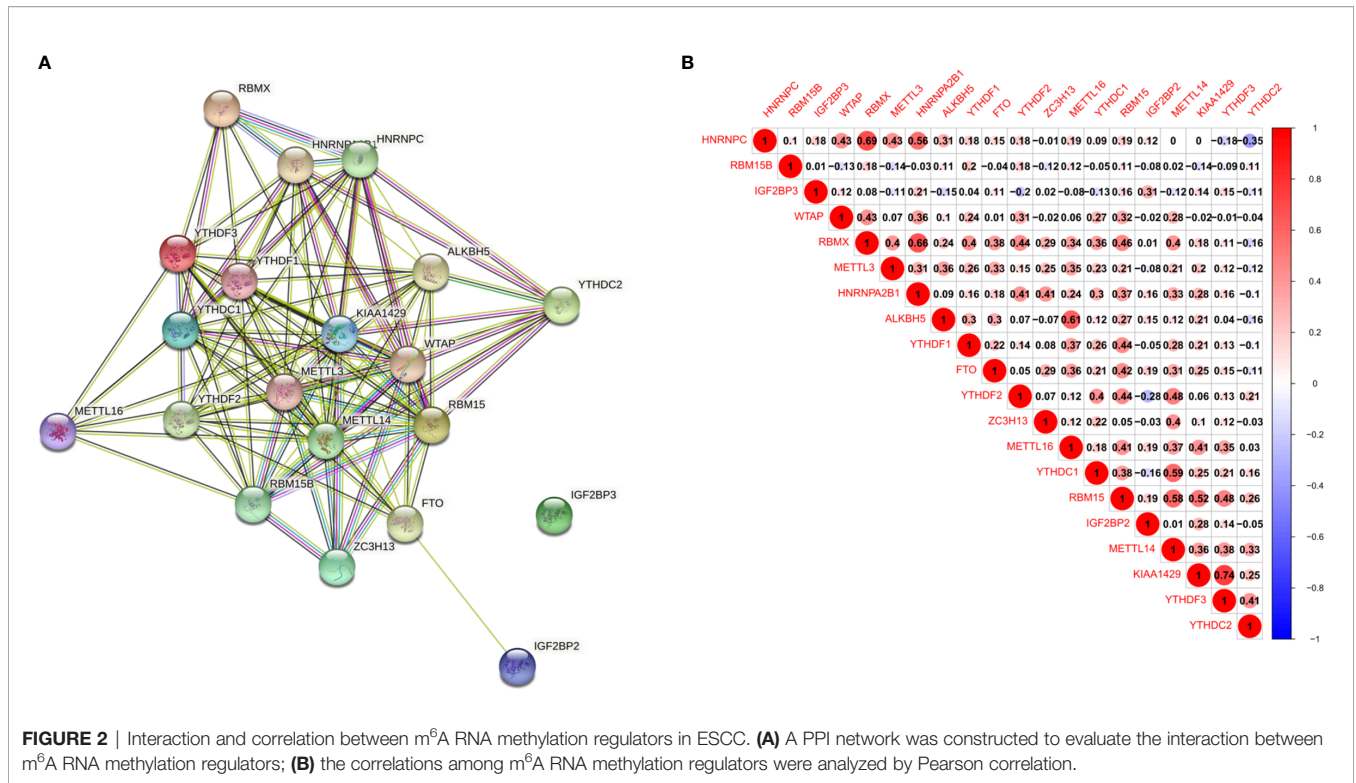 A
RBMX
HNRNPC
YTHDF3
ALKBH5
YTHDF1
YTHDC2
YTHDC1
KIAA1429
WTAP
METTL3
YTHDF2
RBM15
METTL16
METTL14
RBM15B
FTO
IGF2BP3
ZC3H13
IGF2BP2
B
HNRNPC RBM15B IGF2BP3 WTAP RBMX METTL3 HNRNPA2B1 ALKBH5 YTHDF1 FTO YTHDF2 ZC3H13 METTL16 YTHDC1 RBM15 IGF2BP2 METTL14 KIAA1429 YTHDF3 YTHDC2
HNRNPC 1 0.1 0.18 0.43 0.69 0.43 0.56 0.31 0.18 0.15 0.18 −0.01 0.19 0.09 0.19 0.12 0 0 −0.18 −0.35
RBM15B 1 0.01 −0.13 0.18 −0.14 −0.03 0.11 0.2 −0.04 0.18 −0.12 0.12 −0.05 0.11 −0.08 0.02 −0.14 −0.09 0.11
IGF2BP3 1 0.12 0.08 −0.11 0.21 −0.15 0.04 0.11 −0.2 0.02 −0.08 −0.13 0.16 0.31 −0.12 0.14 0.15 −0.11
WTAP 1 0.43 0.07 0.36 0.1 0.24 0.01 0.31 −0.02 0.06 0.27 0.32 −0.02 0.28 −0.02 −0.01 −0.04
RBMX 1 0.4 0.66 0.24 0.4 0.38 0.44 0.29 0.34 0.36 0.46 0.01 0.4 0.18 0.11 −0.16
METTL3 1 0.31 0.36 0.26 0.33 0.15 0.25 0.35 0.23 0.21 −0.08 0.21 0.2 0.12 −0.12
HNRNPA2B1 1 0.09 0.16 0.18 0.41 0.41 0.24 0.3 0.37 0.16 0.33 0.28 0.16 −0.1
ALKBH5 1 0.3 0.3 0.07 −0.07 0.61 0.12 0.27 0.15 0.12 0.21 0.04 −0.16
YTHDF1 1 0.22 0.14 0.08 0.37 0.26 0.44 −0.05 0.28 0.21 0.13 −0.1
FTO 1 0.05 0.29 0.36 0.21 0.42 0.19 0.31 0.25 0.15 −0.11
YTHDF2 1 0.07 0.12 0.4 0.44 −0.28 0.48 0.06 0.13 0.21
ZC3H13 1 0.12 0.22 0.05 −0.03 0.4 0.1 0.12 −0.03
METTL16 1 0.18 0.41 0.19 0.37 0.41 0.35 0.03
YTHDC1 1 0.38 −0.16 0.59 0.25 0.21 0.16
RBM15 1 0.19 0.58 0.52 0.48 0.26
IGF2BP2 1 0.01 0.28 0.14 −0.05
METTL14 1 0.36 0.38 0.33
KIAA1429 1 0.74 0.25
YTHDF3 1 0.41
YTHDC2 1
1
0.8
0.6
0.4
0.2
0
−0.2
−0.4
−0.6
−0.8
−1
FIGURE 2 | Interaction and correlation between m⁶A RNA methylation regulators in ESCC. (A) A PPI network was constructed to evaluate the interaction between
m⁶A RNA methylation regulators; (B) the correlations among m⁶A RNA methylation regulators were analyzed by Pearson correlation.